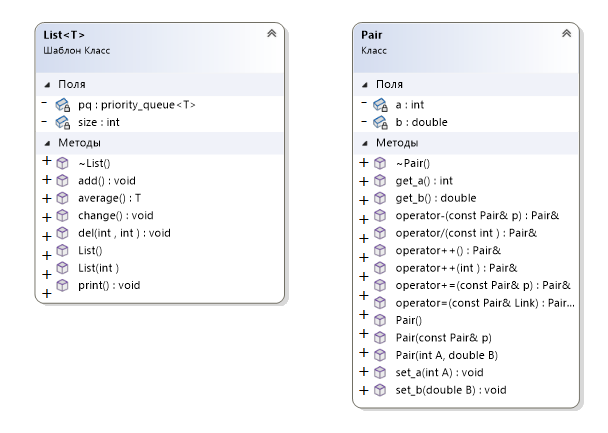 List<T>
Шаблон Класс
Поля
- pq : priority_queue<T>
- size : int
Методы
+ ~List()
+ add() : void
+ average() : T
+ change() : void
+ del(int , int ) : void
+ List()
+ List(int )
+ print() : void
Pair
Класс
Поля
- a : int
- b : double
Методы
+ ~Pair()
+ get_a() : int
+ get_b() : double
+ operator-(const Pair& p) : Pair&
+ operator/(const int ) : Pair&
+ operator++() : Pair&
+ operator++(int ) : Pair&
+ operator+=(const Pair& p) : Pair&
+ operator=(const Pair& Link) : Pair...
+ Pair()
+ Pair(const Pair& p)
+ Pair(int A, double B)
+ set_a(int A) : void
+ set_b(double B) : void